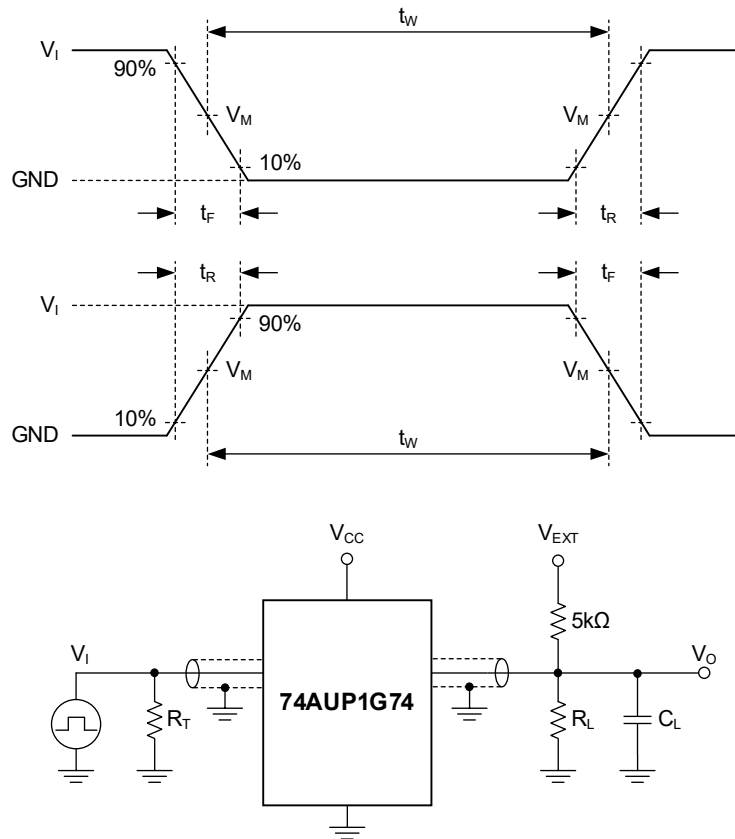 t_W
V_I
90%
V_M V_M
10%
GND
t_F t_R
t_R t_F
V_I
90%
V_M V_M
10%
GND
t_W
V_CC V_EXT
5kΩ
V_I V_O
74AUP1G74
R_T R_L C_L